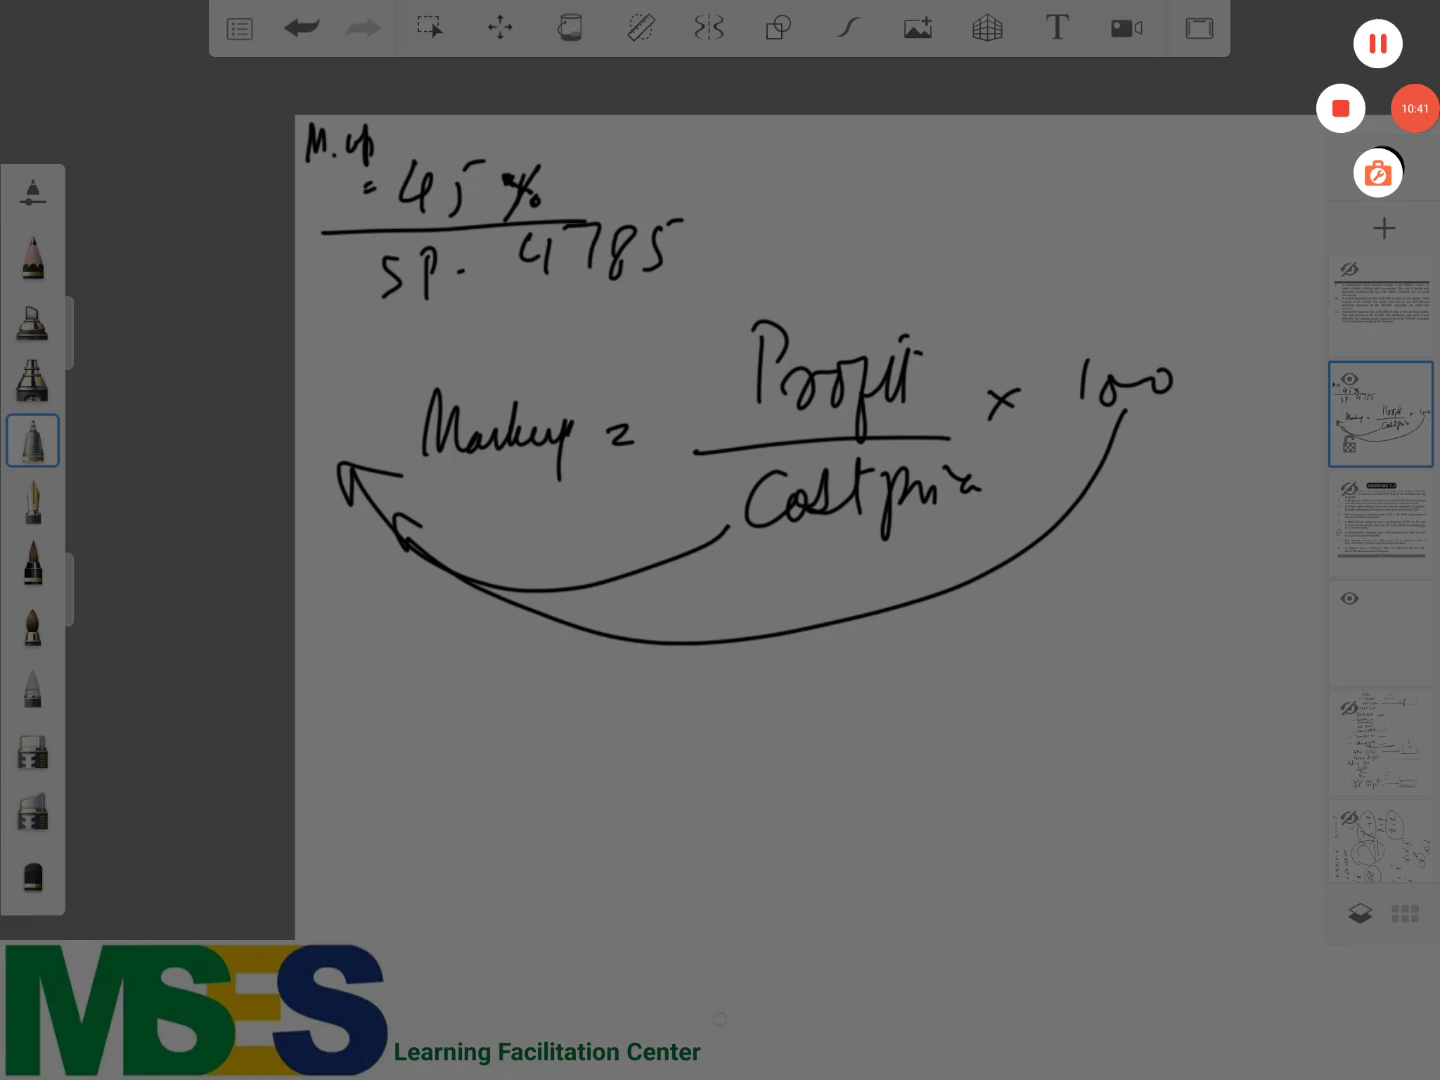 10:41
M. up
= 45 %
SP. 4785
Profit
Markup = × 100
Cost price
MSES
Learning Facilitation Center